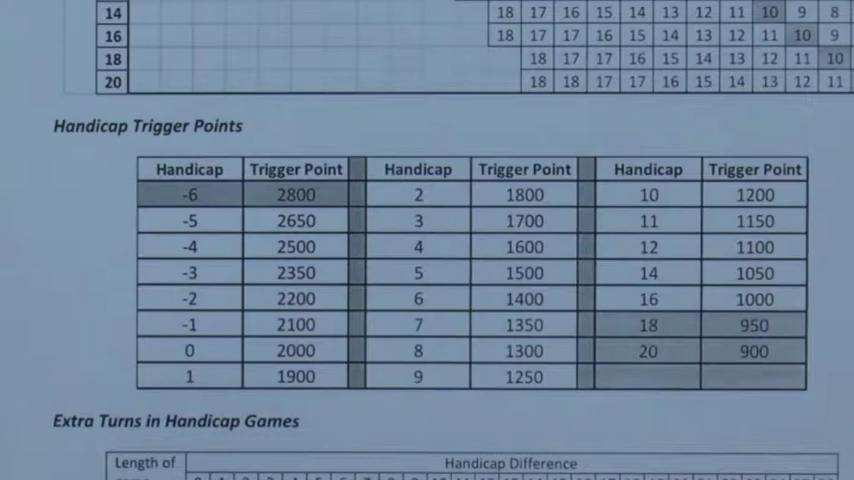 14 18 17 16 15 14 13 12 11 10 9 8
16 18 17 17 16 15 14 13 12 11 10 9
18 18 17 17 16 15 14 13 12 11 10
20 18 18 17 17 16 15 14 13 12 11
Handicap Trigger Points
Handicap Trigger Point Handicap Trigger Point Handicap Trigger Point
-6 2800 2 1800 10 1200
-5 2650 3 1700 11 1150
-4 2500 4 1600 12 1100
-3 2350 5 1500 14 1050
-2 2200 6 1400 16 1000
-1 2100 7 1350 18 950
0 2000 8 1300 20 900
1 1900 9 1250
Extra Turns in Handicap Games
Length of Handicap Difference